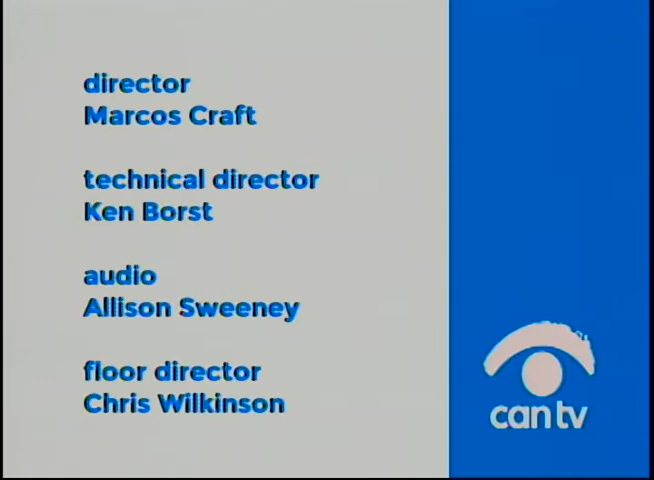 director
Marcos Craft
technical director
Ken Borst
audio
Allison Sweeney
floor director
Chris Wilkinson
can tv